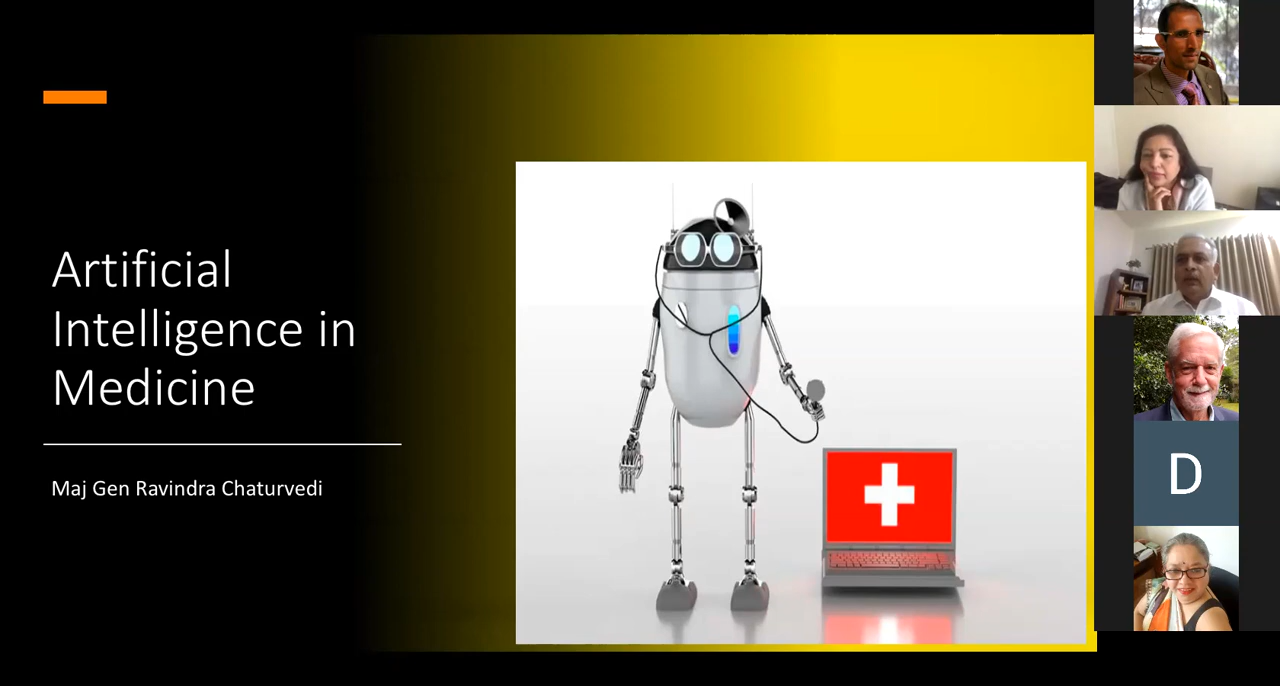 Artificial
Intelligence in
Medicine
Maj Gen Ravindra Chaturvedi
D